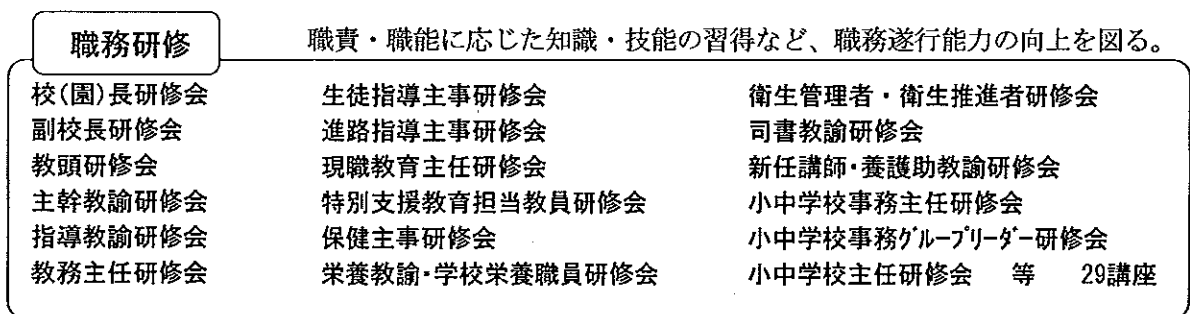 職務研修
職責・職能に応じた知識・技能の習得など、職務遂行能力の向上を図る。
校(園)長研修会
副校長研修会
教頭研修会
主幹教諭研修会
指導教諭研修会
教務主任研修会
生徒指導主事研修会
進路指導主事研修会
現職教育主任研修会
特別支援教育担当教員研修会
保健主事研修会
栄養教諭・学校栄養職員研修会
衛生管理者・衛生推進者研修会
司書教諭研修会
新任講師・養護助教諭研修会
小中学校事務主任研修会
小中学校事務グループリーダー研修会
小中学校主任研修会 等 29講座